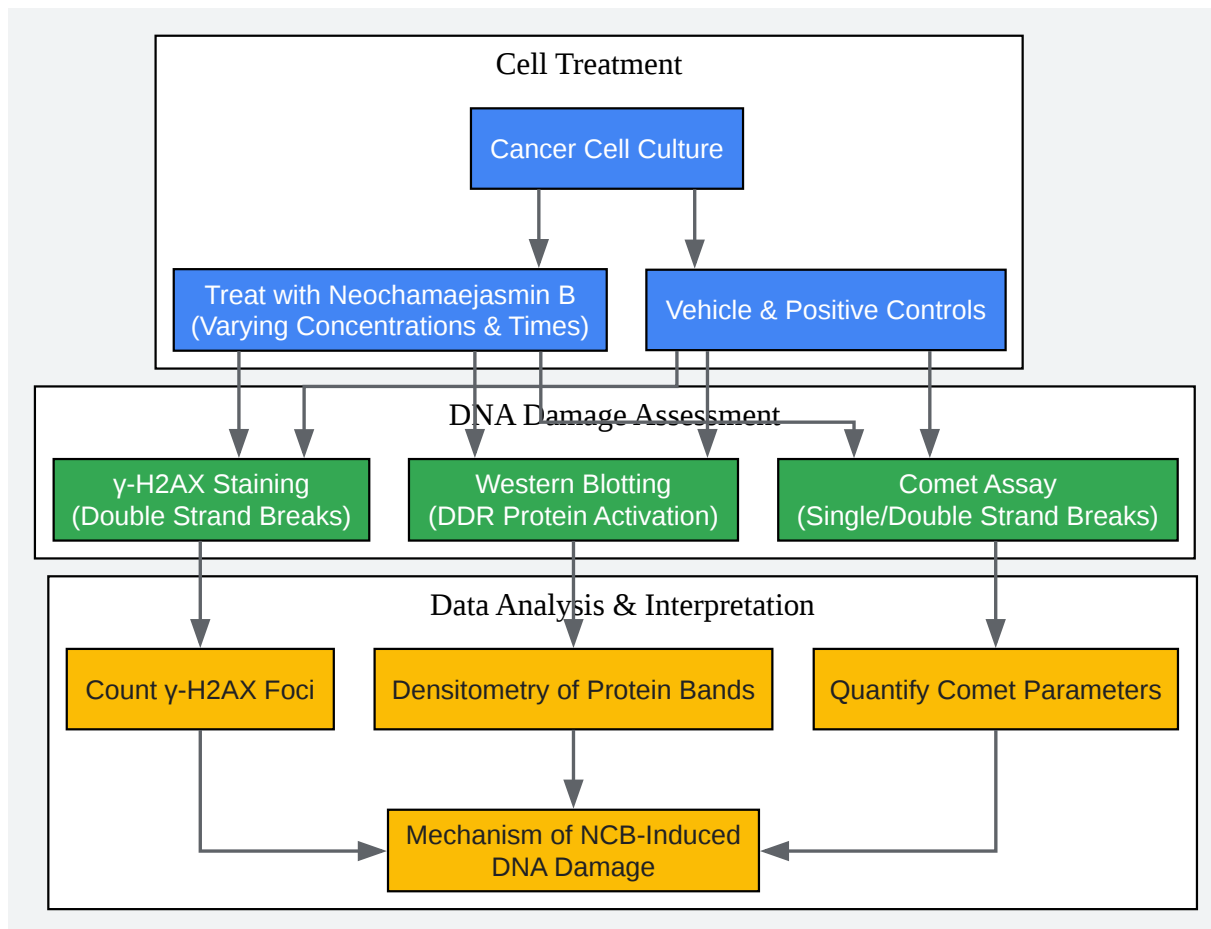 Cell Treatment
Cancer Cell Culture
Treat with Neochamaejasmin B
(Varying Concentrations & Times)
Vehicle & Positive Controls
DNA Damage Assessment
γ-H2AX Staining
(Double Strand Breaks)
Western Blotting
(DDR Protein Activation)
Comet Assay
(Single/Double Strand Breaks)
Data Analysis & Interpretation
Count γ-H2AX Foci
Densitometry of Protein Bands
Quantify Comet Parameters
Mechanism of NCB-Induced
DNA Damage